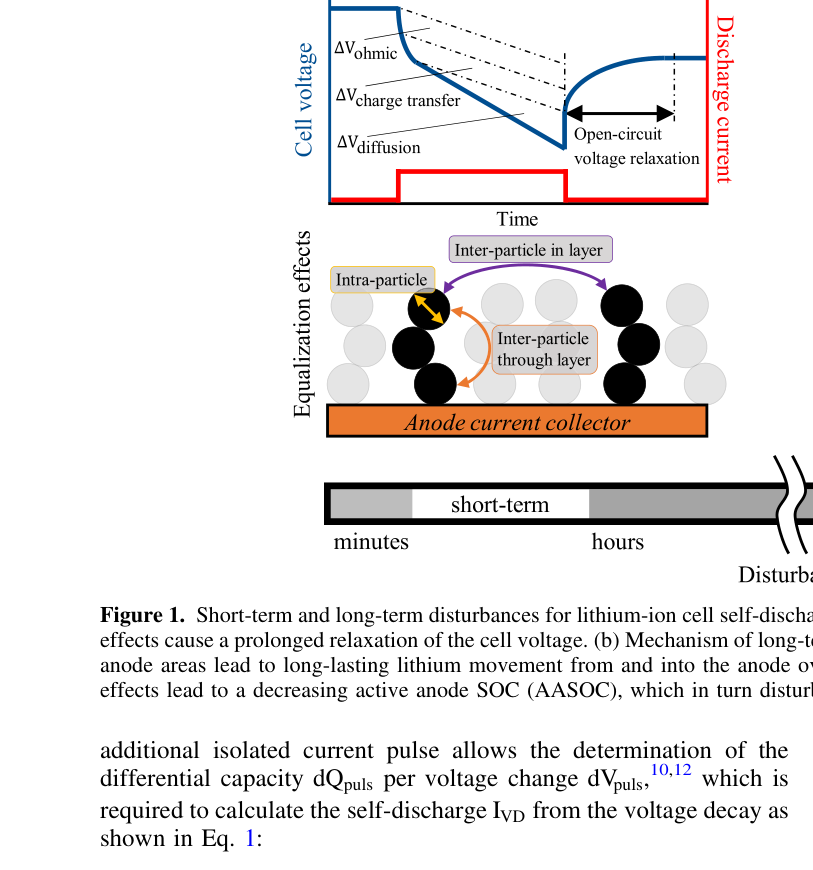 Cell voltage
ΔVohmic
ΔVcharge transfer
ΔVdiffusion
Open-circuit
voltage relaxation
Discharge current
Time
Equalization effects
Inter-particle in layer
Intra-particle
Inter-particle
through layer
Anode current collector
short-term
minutes
hours
Disturba
Figure 1. Short-term and long-term disturbances for lithium-ion cell self-discha
effects cause a prolonged relaxation of the cell voltage. (b) Mechanism of long-t
anode areas lead to long-lasting lithium movement from and into the anode ov
effects lead to a decreasing active anode SOC (AASOC), which in turn disturb
additional isolated current pulse allows the determination of the
differential capacity dQpuls per voltage change dVpuls,10,12 which is
required to calculate the self-discharge IVD from the voltage decay as
shown in Eq. 1: